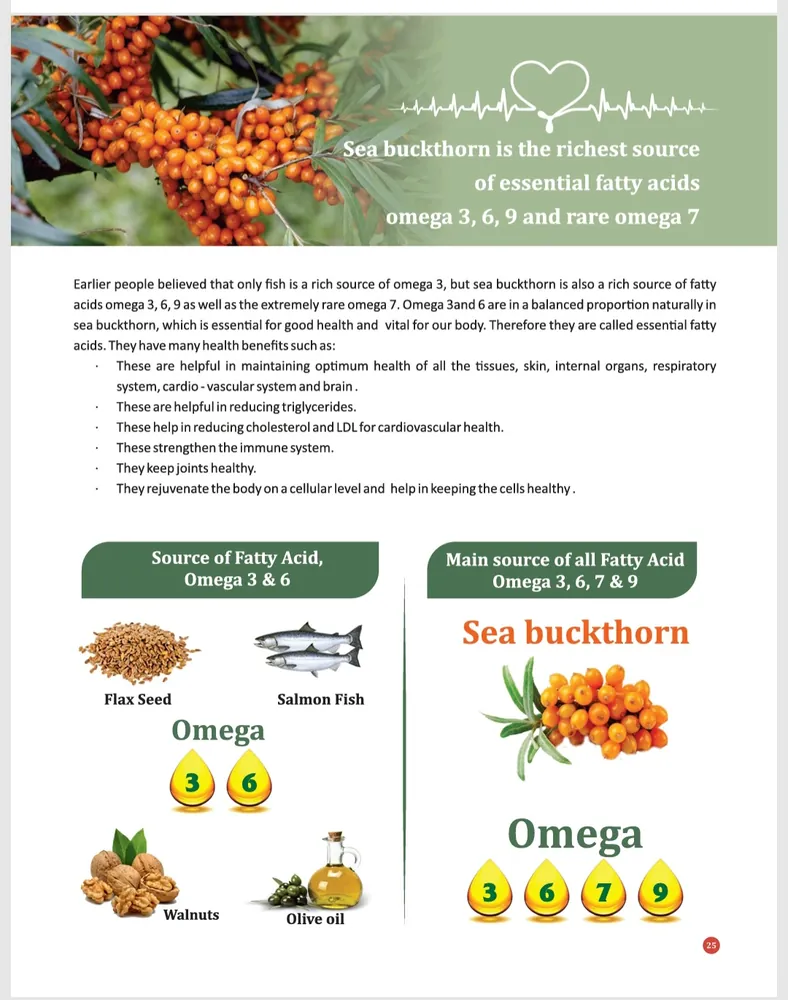 Sea buckthorn is the richest source
of essential fatty acids
omega 3, 6, 9 and rare omega 7
Earlier people believed that only fish is a rich source of omega 3, but sea buckthorn is also a rich source of fatty
acids omega 3, 6, 9 as well as the extremely rare omega 7. Omega 3and 6 are in a balanced proportion naturally in
sea buckthorn, which is essential for good health and vital for our body. Therefore they are called essential fatty
acids. They have many health benefits such as:
· These are helpful in maintaining optimum health of all the tissues, skin, internal organs, respiratory
system, cardio - vascular system and brain .
· These are helpful in reducing triglycerides.
· These help in reducing cholesterol and LDL for cardiovascular health.
· These strengthen the immune system.
· They keep joints healthy.
· They rejuvenate the body on a cellular level and help in keeping the cells healthy .
Source of Fatty Acid,
Omega 3 & 6
Flax Seed
Salmon Fish
Omega
3 6
Walnuts
Olive oil
Main source of all Fatty Acid
Omega 3, 6, 7 & 9
Sea buckthorn
Omega
3 6 7 9
25